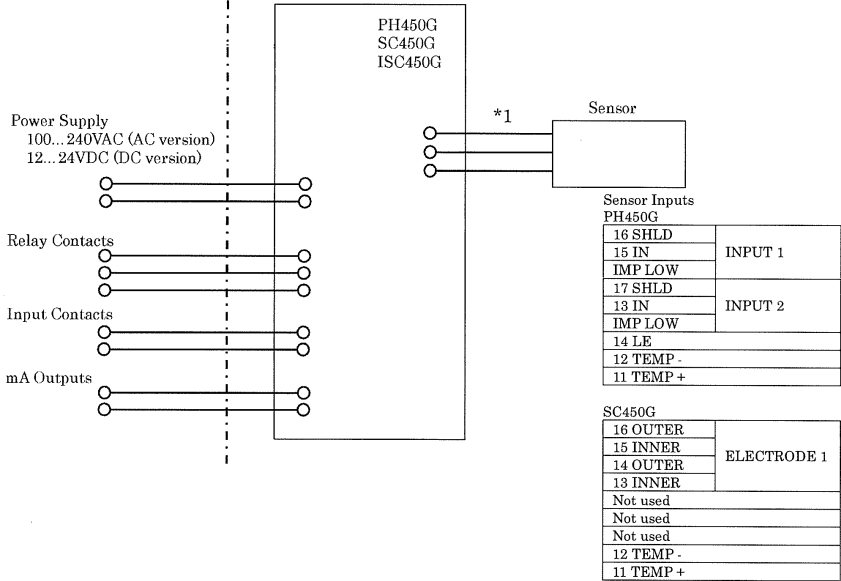 PH450G
SC450G
ISC450G
*1
Sensor
Power Supply
100...240VAC (AC version)
12...24VDC (DC version)
Relay Contacts
Input Contacts
mA Outputs
Sensor Inputs
PH450G
16 SHLD
15 IN
INPUT 1
IMP LOW
17 SHLD
13 IN
INPUT 2
IMP LOW
14 LE
12 TEMP -
11 TEMP +
SC450G
16 OUTER
15 INNER
ELECTRODE 1
14 OUTER
13 INNER
Not used
Not used
Not used
12 TEMP -
11 TEMP +